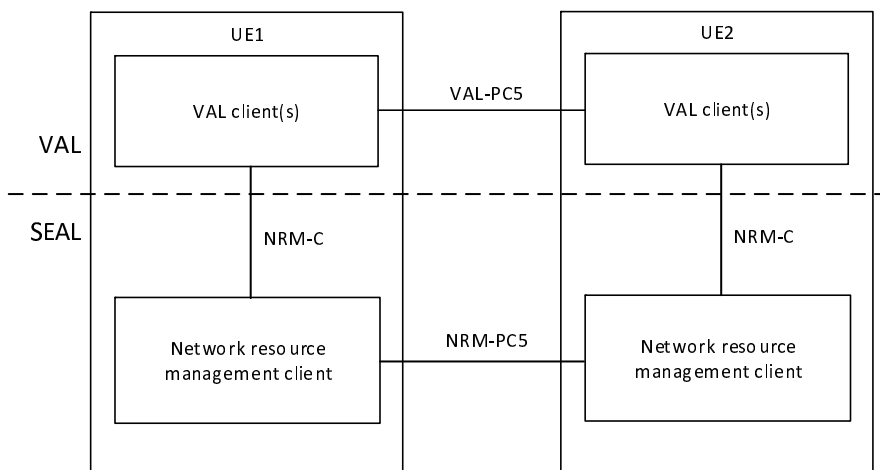 UE1
UE2
VAL client(s)
VAL-PC5
VAL client(s)
VAL
SEAL
NRM-C
NRM-C
Network resource
management client
NRM-PC5
Network resource
management client